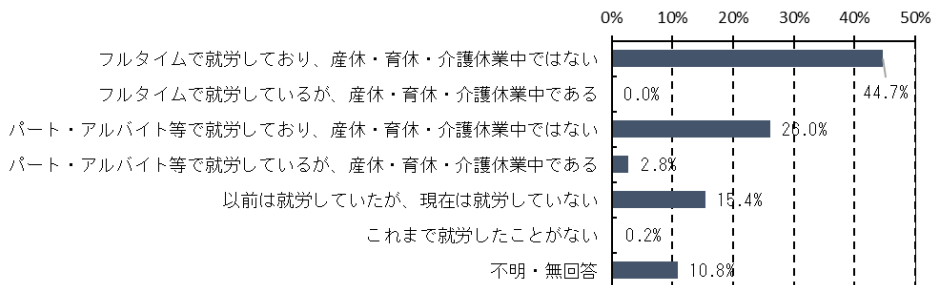 0% 10% 20% 30% 40% 50%
フルタイムで就労しており、産休・育休・介護休業中ではない 44.7%
フルタイムで就労しているが、産休・育休・介護休業中である 0.0%
パート・アルバイト等で就労しており、産休・育休・介護休業中ではない 26.0%
パート・アルバイト等で就労しているが、産休・育休・介護休業中である 2.8%
以前は就労していたが、現在は就労していない 15.4%
これまで就労したことがない 0.2%
不明・無回答 10.8%